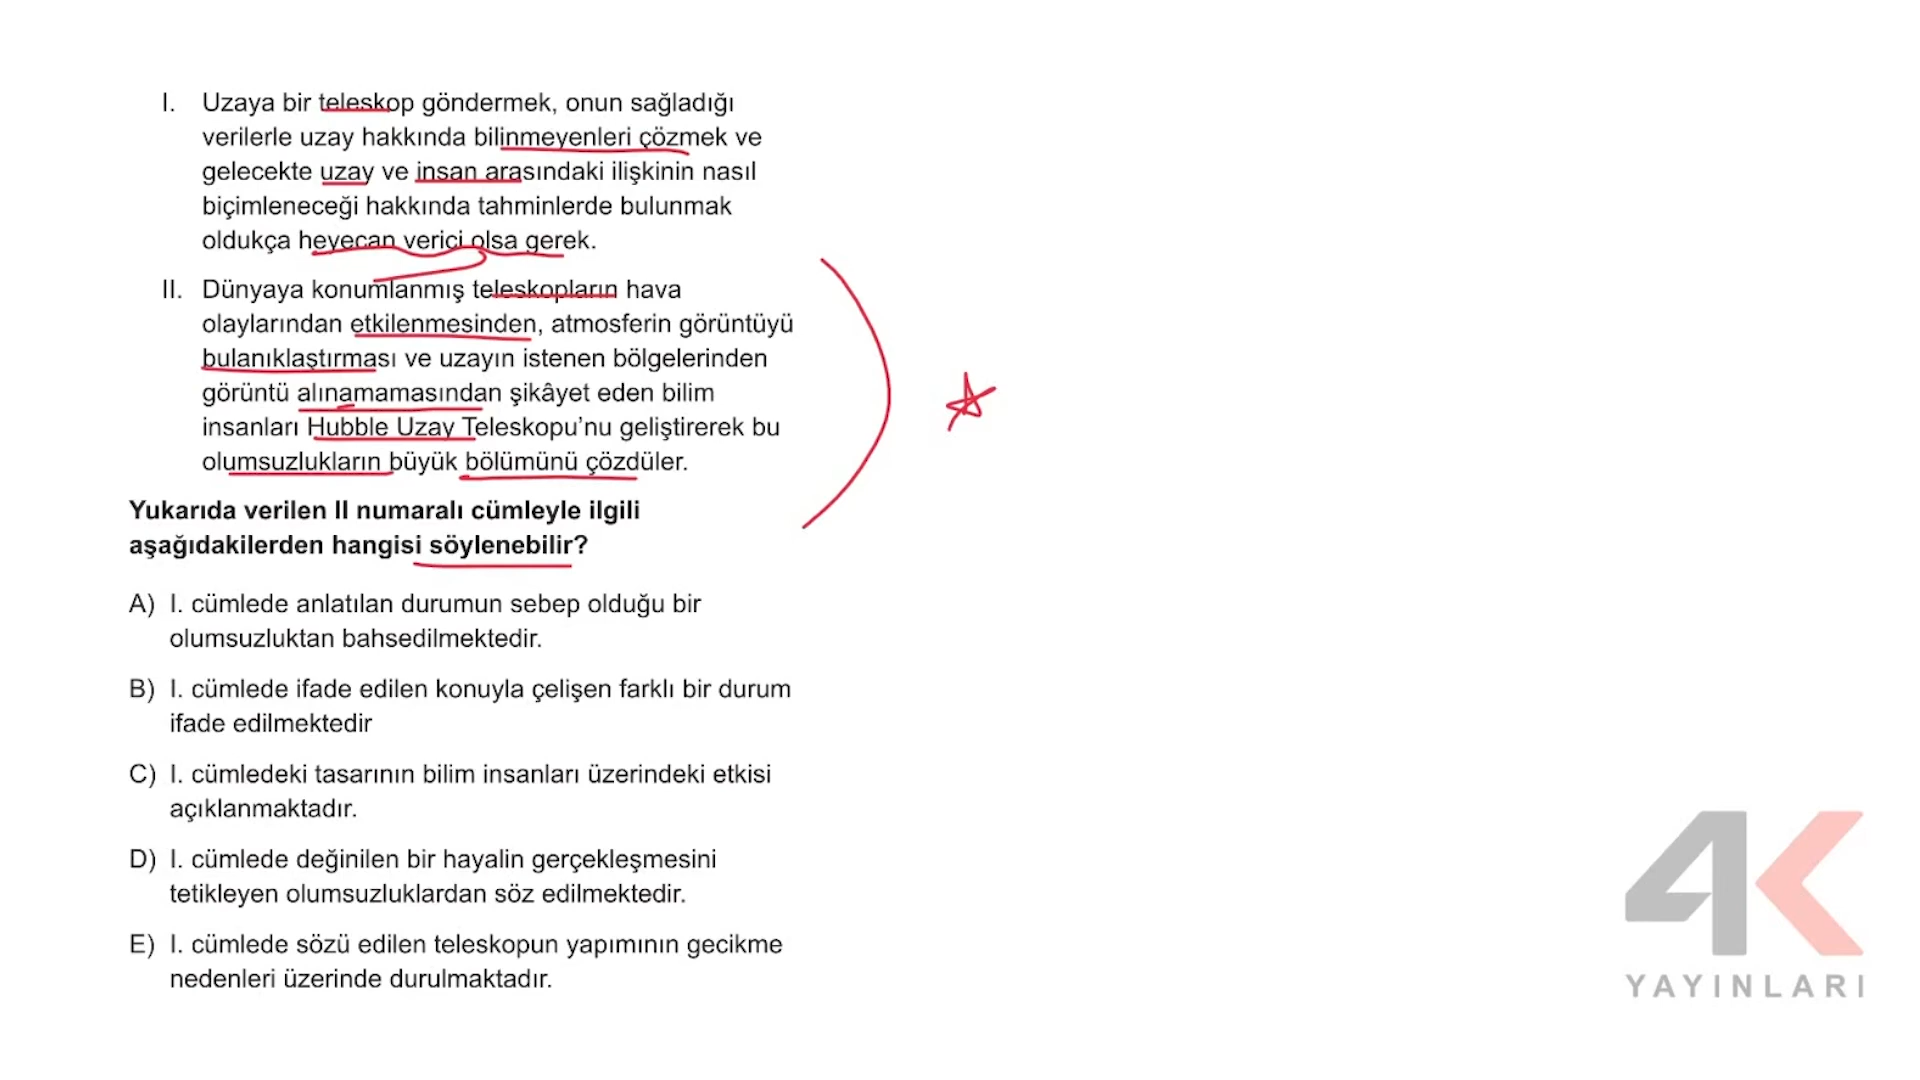 I. Uzaya bir teleskop göndermek, onun sağladığı
verilerle uzay hakkında bilinmeyenleri çözmek ve
gelecekte uzay ve insan arasındaki ilişkinin nasıl
biçimleneceği hakkında tahminlerde bulunmak
oldukça heyecan verici olsa gerek.
II. Dünyaya konumlanmış teleskopların hava
olaylarından etkilenmesinden, atmosferin görüntüyü
bulanıklaştırması ve uzayın istenen bölgelerinden
görüntü alınamamasından şikâyet eden bilim
insanları Hubble Uzay Teleskopu’nu geliştirerek bu
olumsuzlukların büyük bölümünü çözdüler.
Yukarıda verilen II numaralı cümleyle ilgili
aşağıdakilerden hangisi söylenebilir?
A) I. cümlede anlatılan durumun sebep olduğu bir
olumsuzluktan bahsedilmektedir.
B) I. cümlede ifade edilen konuyla çelişen farklı bir durum
ifade edilmektedir
C) I. cümledeki tasarının bilim insanları üzerindeki etkisi
açıklanmaktadır.
D) I. cümlede değinilen bir hayalin gerçekleşmesini
tetikleyen olumsuzluklardan söz edilmektedir.
E) I. cümlede sözü edilen teleskopun yapımının gecikme
nedenleri üzerinde durulmaktadır.
4K
YAYINLARI